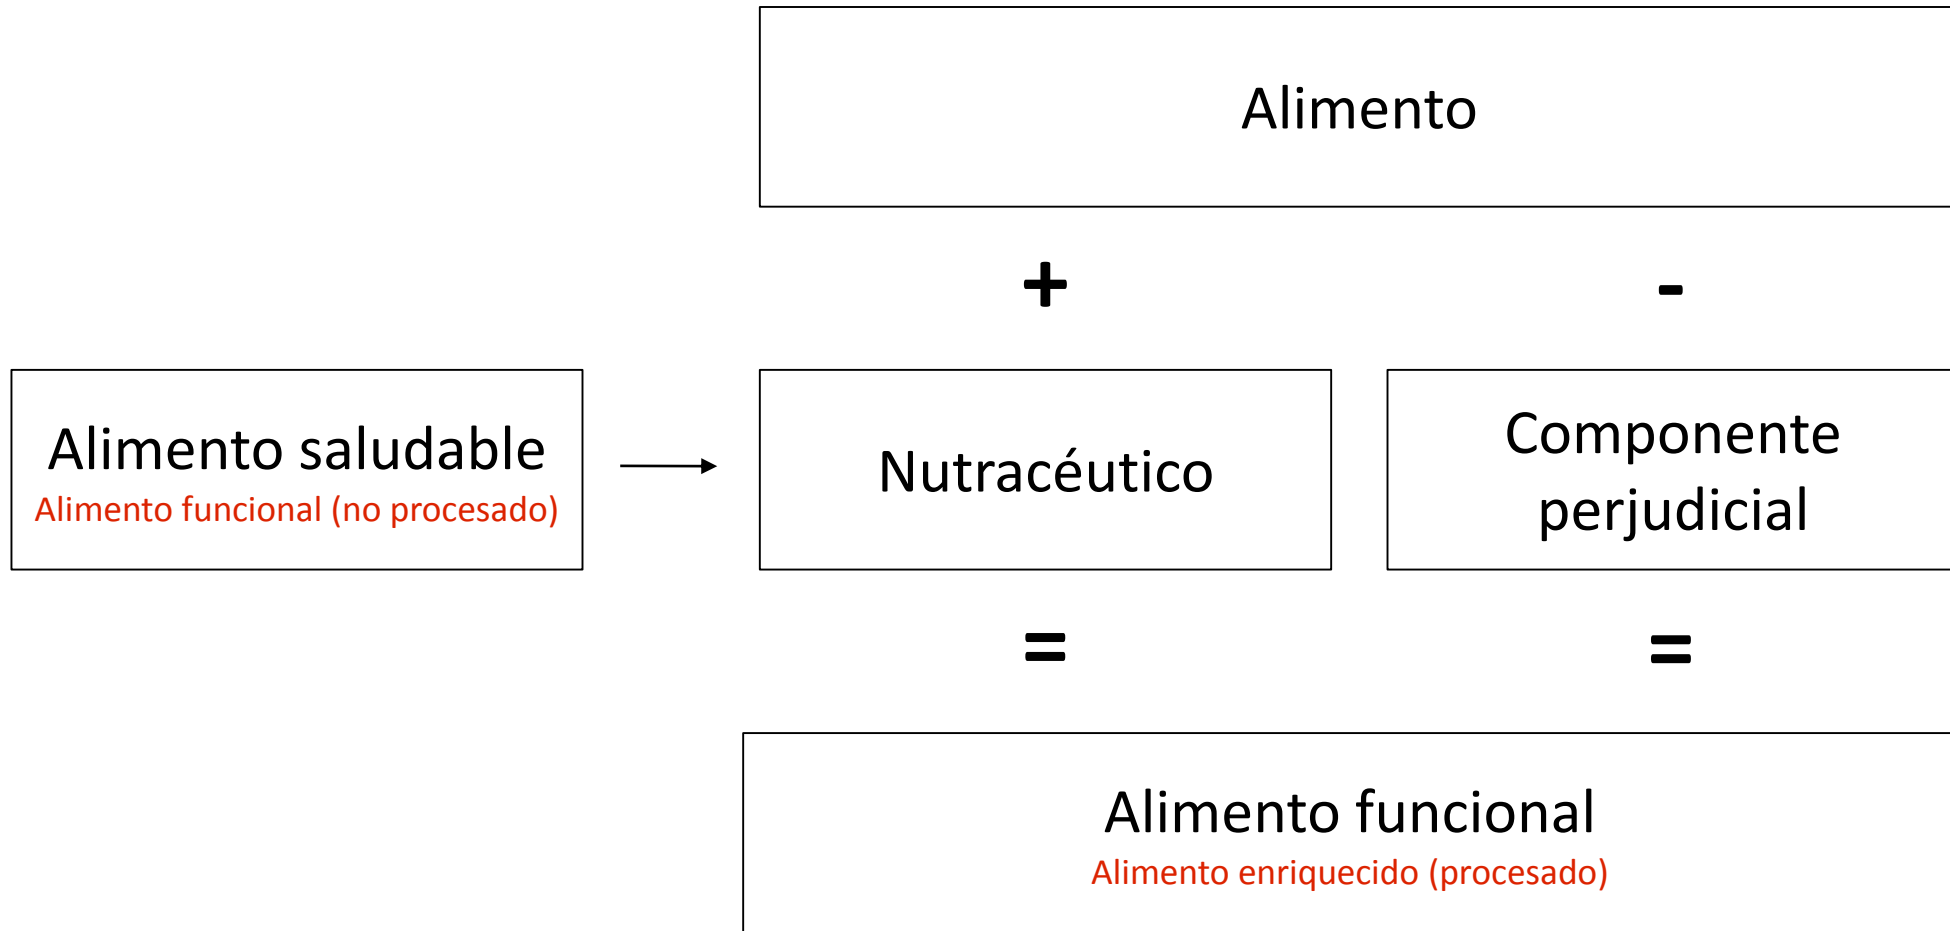 Alimento
+
-
Alimento saludable
Alimento funcional (no procesado)
Nutracéutico
Componente
perjudicial
=
=
Alimento funcional
Alimento enriquecido (procesado)